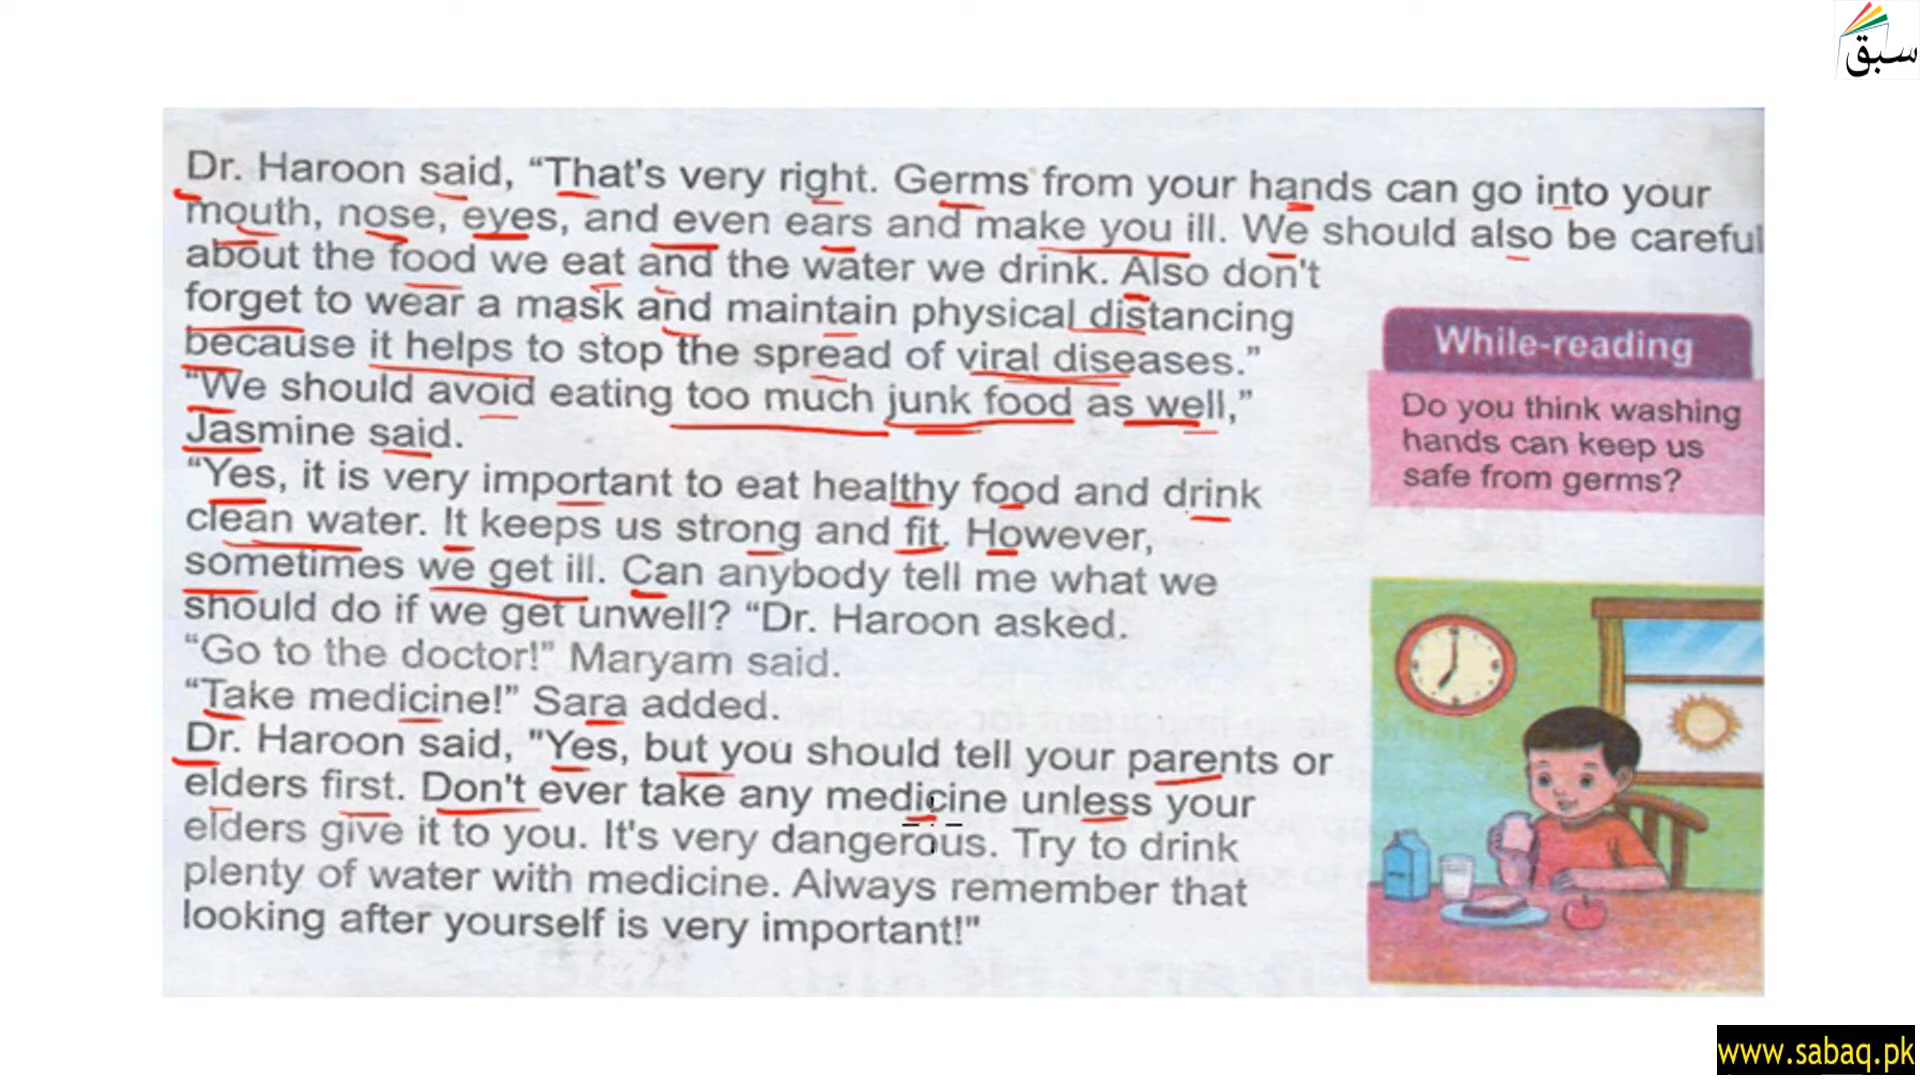 سبق
Dr. Haroon said, “That's very right. Germs from your hands can go into your
mouth, nose, eyes, and even ears and make you ill. We should also be careful
about the food we eat and the water we drink. Also don't
forget to wear a mask and maintain physical distancing
because it helps to stop the spread of viral diseases.”
“We should avoid eating too much junk food as well,”
Jasmine said.
“Yes, it is very important to eat healthy food and drink
clean water. It keeps us strong and fit. However,
sometimes we get ill. Can anybody tell me what we
should do if we get unwell? “Dr. Haroon asked.
“Go to the doctor!” Maryam said.
“Take medicine!” Sara added.
Dr. Haroon said, "Yes, but you should tell your parents or
elders first. Don't ever take any medicine unless your
elders give it to you. It's very dangerous. Try to drink
plenty of water with medicine. Always remember that
looking after yourself is very important!"
While-reading
Do you think washing
hands can keep us
safe from germs?
www.sabaq.pk